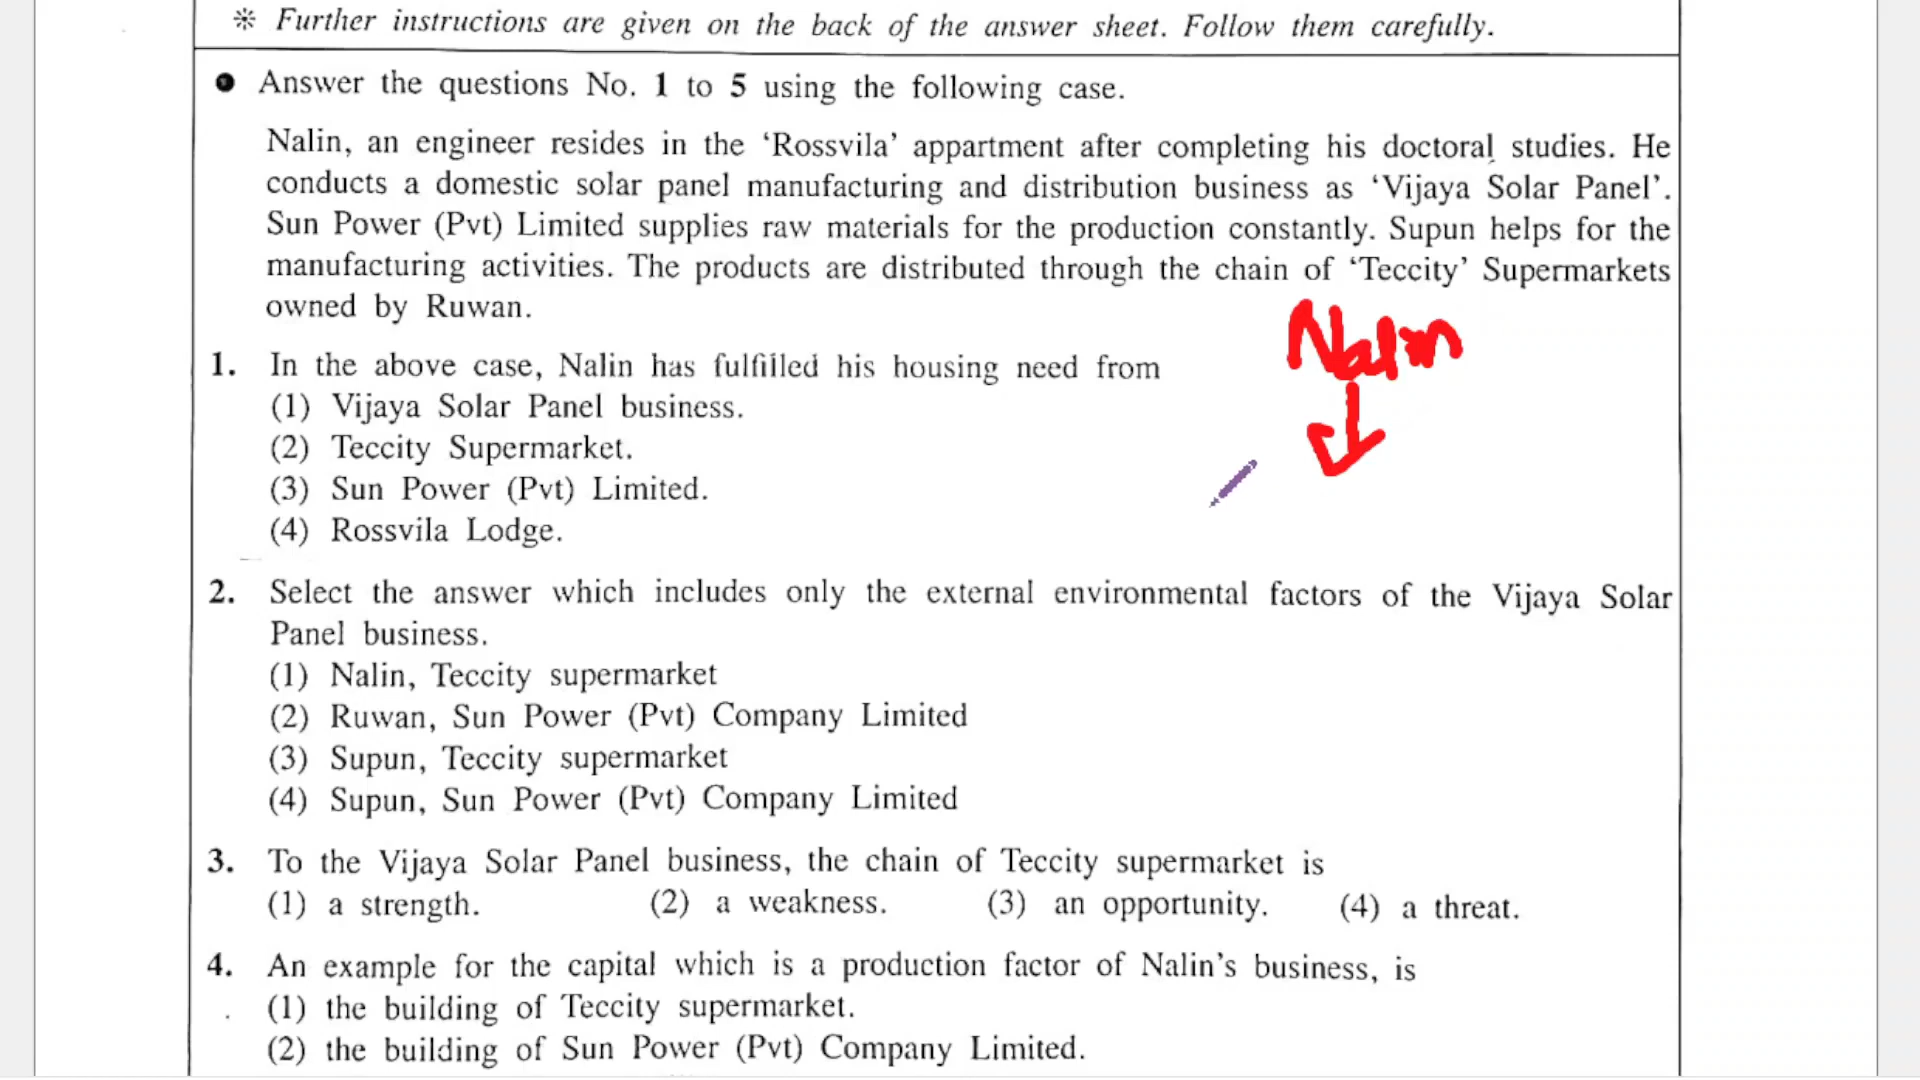 ※ Further instructions are given on the back of the answer sheet. Follow them carefully.
● Answer the questions No. 1 to 5 using the following case.
Nalin, an engineer resides in the ‘Rossvila’ appartment after completing his doctoral studies. He
conducts a domestic solar panel manufacturing and distribution business as ‘Vijaya Solar Panel’.
Sun Power (Pvt) Limited supplies raw materials for the production constantly. Supun helps for the
manufacturing activities. The products are distributed through the chain of ‘Teccity’ Supermarkets
owned by Ruwan.
Nalin
1. In the above case, Nalin has fulfilled his housing need from
(1) Vijaya Solar Panel business.
(2) Teccity Supermarket.
(3) Sun Power (Pvt) Limited.
(4) Rossvila Lodge.
2. Select the answer which includes only the external environmental factors of the Vijaya Solar
Panel business.
(1) Nalin, Teccity supermarket
(2) Ruwan, Sun Power (Pvt) Company Limited
(3) Supun, Teccity supermarket
(4) Supun, Sun Power (Pvt) Company Limited
3. To the Vijaya Solar Panel business, the chain of Teccity supermarket is
(1) a strength. (2) a weakness. (3) an opportunity. (4) a threat.
4. An example for the capital which is a production factor of Nalin’s business, is
(1) the building of Teccity supermarket.
(2) the building of Sun Power (Pvt) Company Limited.